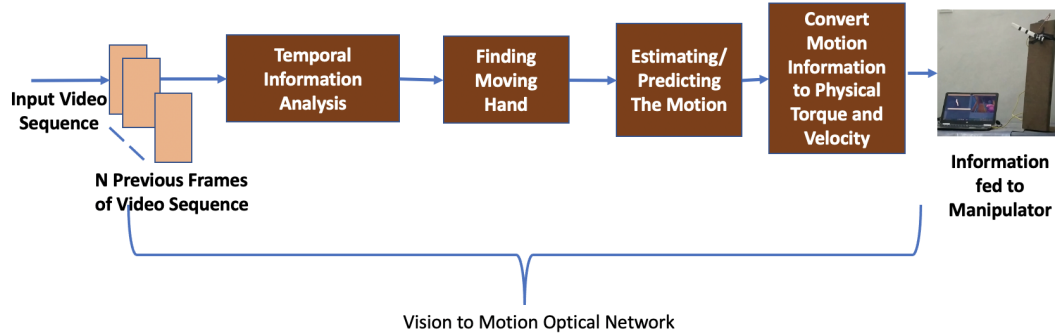 Input Video
Sequence
N Previous Frames
of Video Sequence
Temporal
Information
Analysis
Finding
Moving
Hand
Estimating/
Predicting
The Motion
Convert
Motion
Information
to Physical
Torque and
Velocity
Information
fed to
Manipulator
Vision to Motion Optical Network